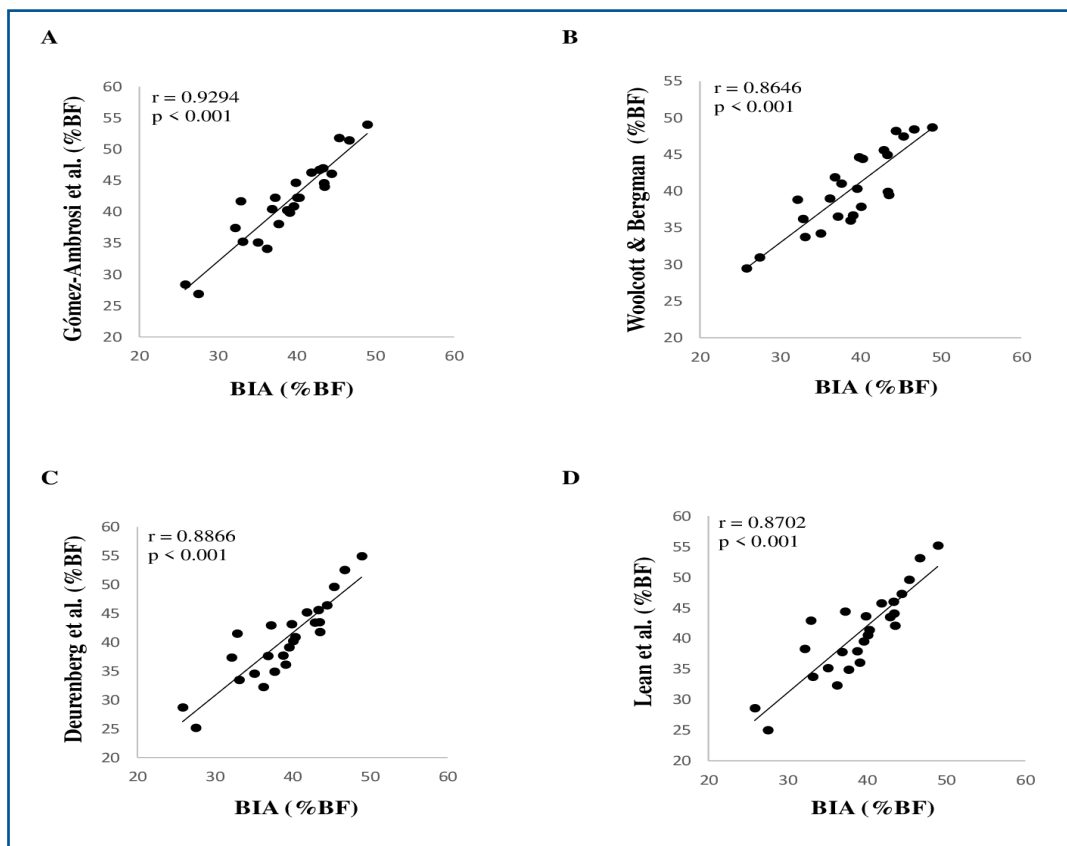 A
r = 0.9294
p < 0.001
Gómez-Ambrosi et al. (%BF)
60
55
50
45
40
35
30
25
20
20 30 40 50 60
BIA (%BF)
B
r = 0.8646
p < 0.001
Woolcott & Bergman (%BF)
55
50
45
40
35
30
25
20
20 30 40 50 60
BIA (%BF)
C
r = 0.8866
p < 0.001
Deurenberg et al. (%BF)
60
55
50
45
40
35
30
25
20
20 30 40 50 60
BIA (%BF)
D
r = 0.8702
p < 0.001
Lean et al. (%BF)
60
55
50
45
40
35
30
25
20
20 30 40 50 60
BIA (%BF)